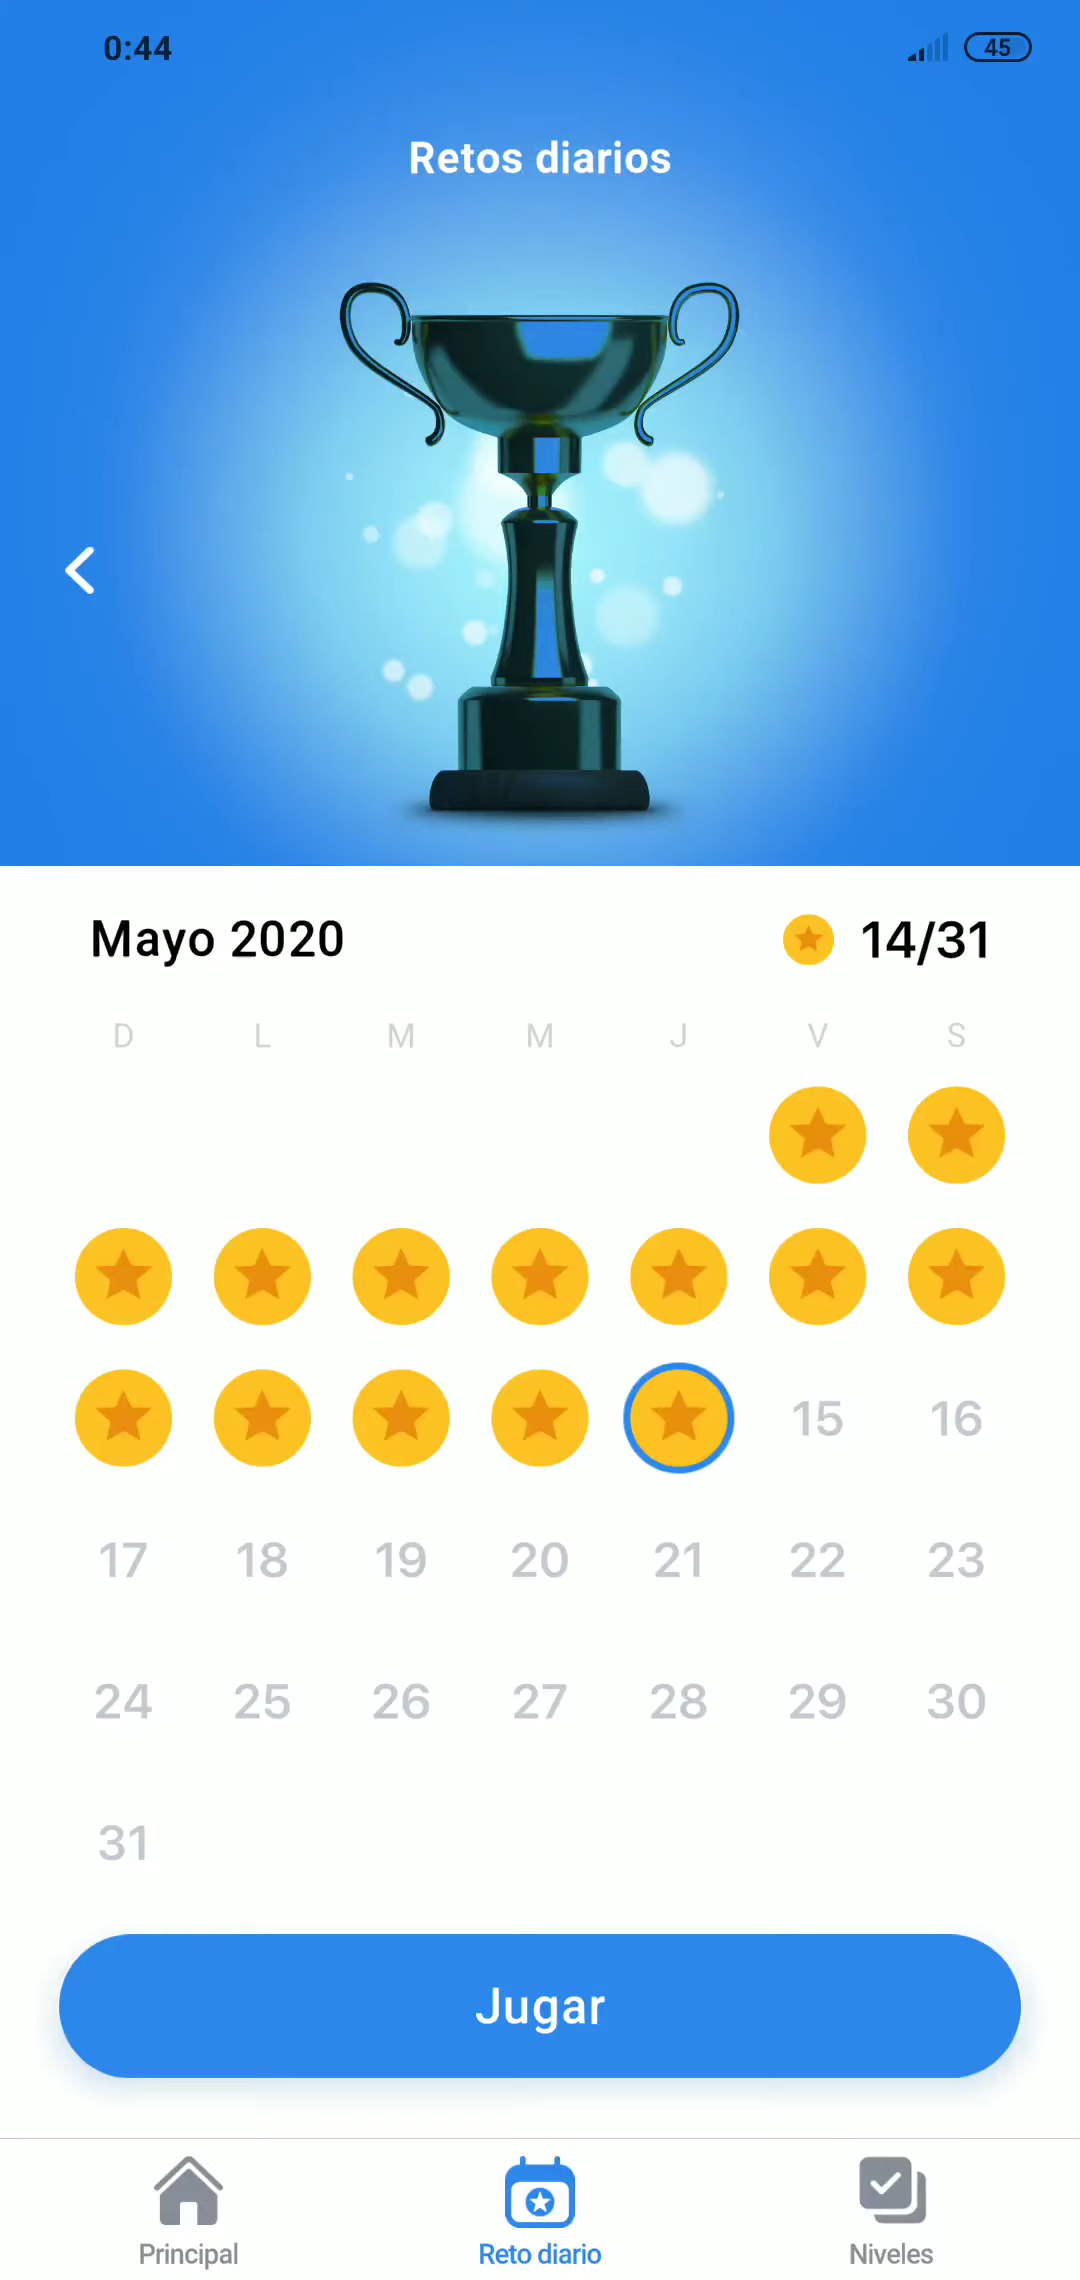 0:44
45
Retos diarios
Mayo 2020
14/31
D L M M J V S
15 16
17 18 19 20 21 22 23
24 25 26 27 28 29 30
31
Jugar
Principal
Reto diario
Niveles